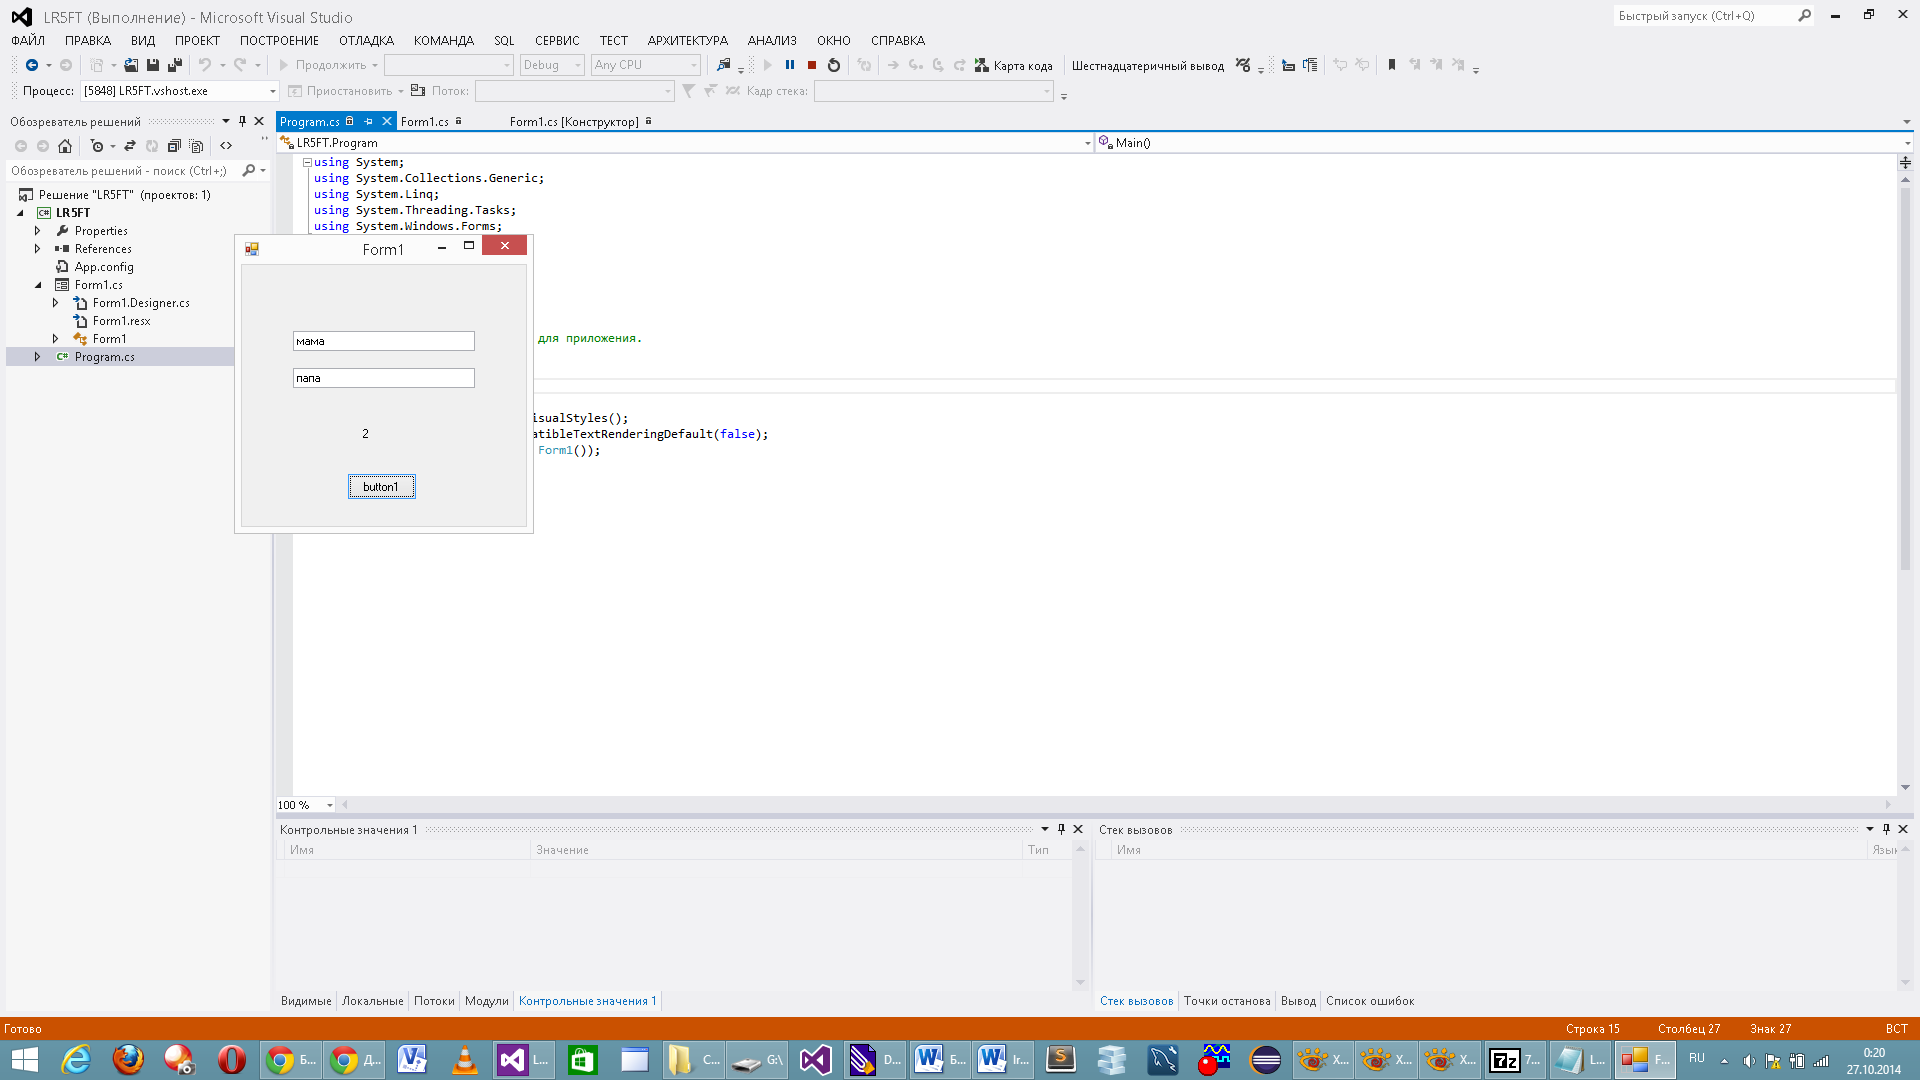 LR5FT (Выполнение) - Microsoft Visual Studio
Быстрый запуск (Ctrl+Q)
ФАЙЛ ПРАВКА ВИД ПРОЕКТ ПОСТРОЕНИЕ ОТЛАДКА КОМАНДА SQL СЕРВИС ТЕСТ АРХИТЕКТУРА АНАЛИЗ ОКНО СПРАВКА
Продолжить Debug Any CPU Карта кода Шестнадцатеричный вывод
Процесс: [5848] LR5FT.vshost.exe Приостановить Поток: Кадр стека:
Обозреватель решений
Обозреватель решений - поиск (Ctrl+;)
Решение "LR5FT" (проектов: 1)
LR5FT
Properties
References
App.config
Form1.cs
Form1.Designer.cs
Form1.resx
Form1
Program.cs
Program.cs Form1.cs Form1.cs [Конструктор]
LR5FT.Program Main()
using System;
using System.Collections.Generic;
using System.Linq;
using System.Threading.Tasks;
using System.Windows.Forms;
для приложения.
isualStyles();
atibleTextRenderingDefault(false);
Form1());
Form1
мама
папа
2
button1
100 %
Контрольные значения 1
Имя Значение Тип
Видимые Локальные Потоки Модули Контрольные значения 1
Стек вызовов
Имя Язык
Стек вызовов Точки останова Вывод Список ошибок
Готово Строка 15 Столбец 27 Знак 27 ВСТ
Б... Д... L... С... G:\ D... Б... Ir... X... X... X... 7... L... F... RU
0:20
27.10.2014